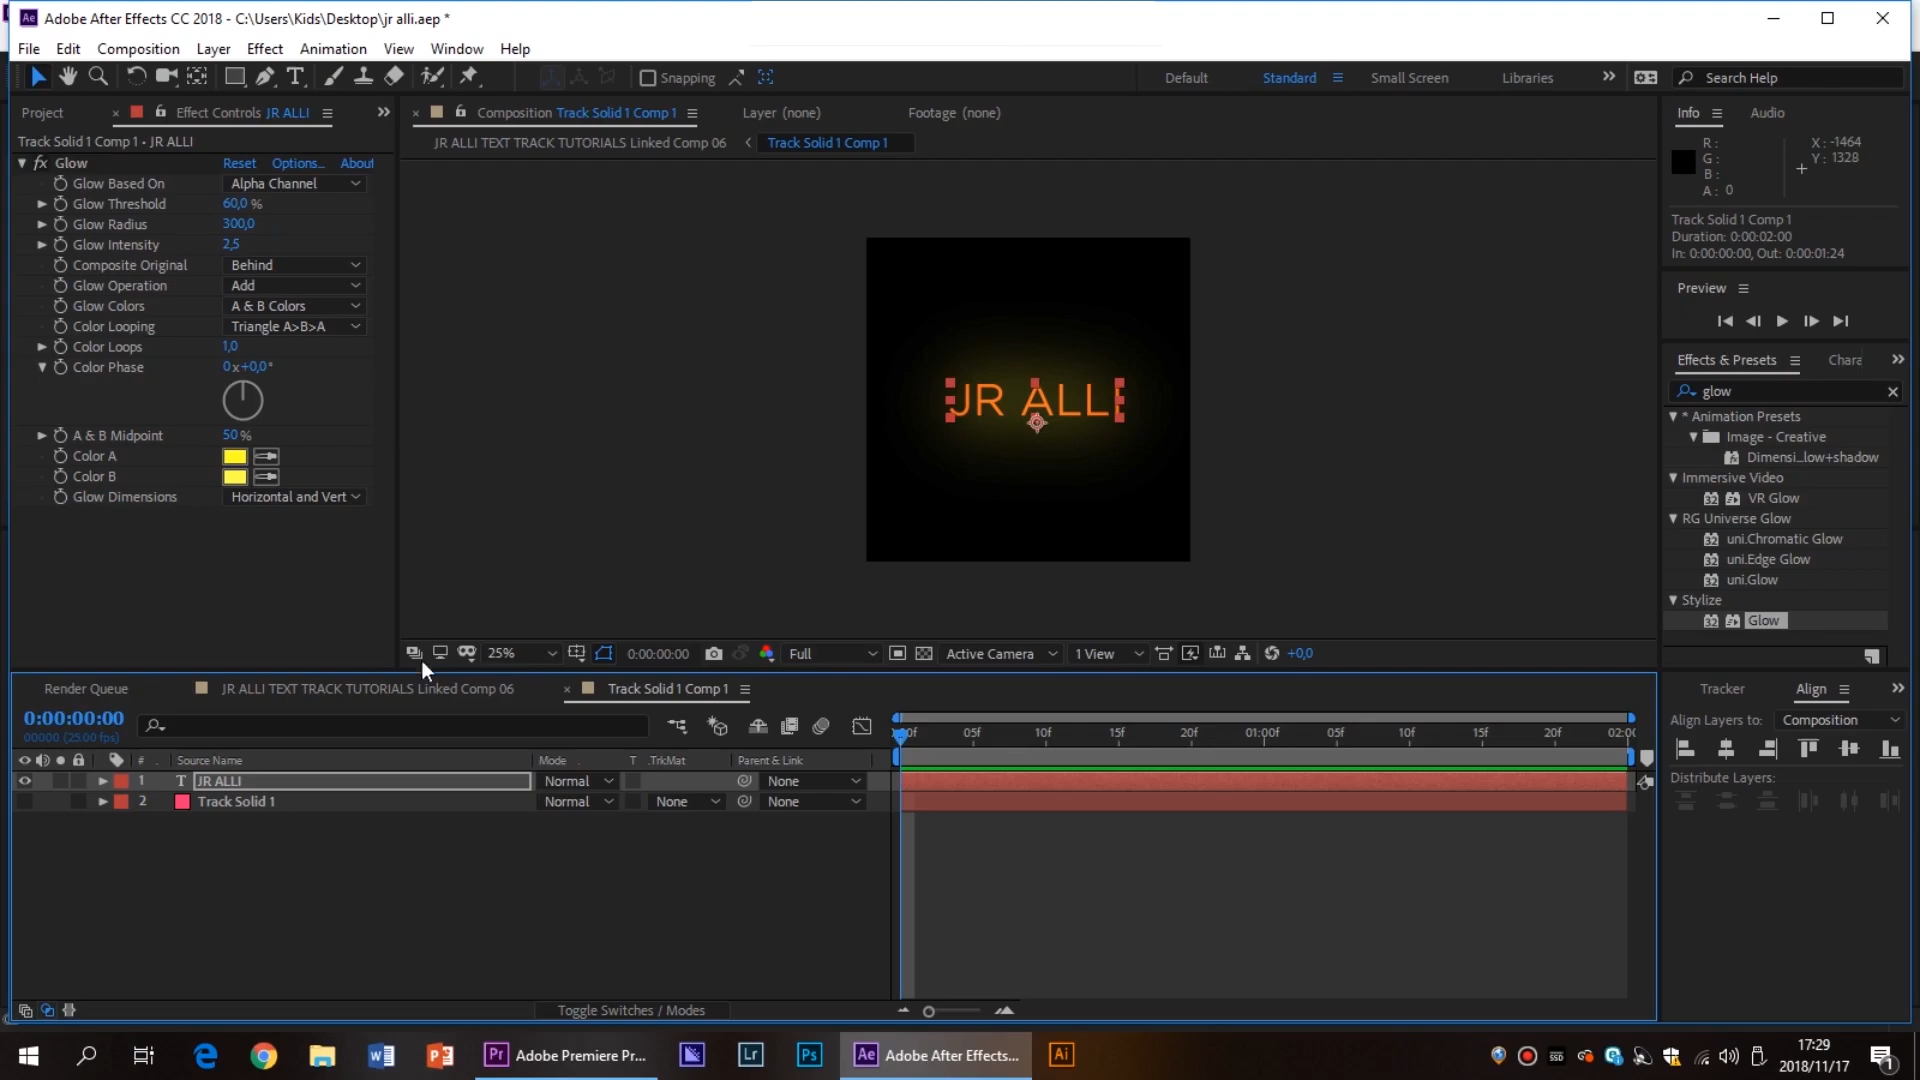 Adobe After Effects CC 2018 - C:\Users\Kids\Desktop\jr alli.aep *
File Edit Composition Layer Effect Animation View Window Help
Snapping Default Standard Small Screen Libraries Search Help
Project Effect Controls JR ALLI Composition Track Solid 1 Comp 1 Layer (none) Footage (none) Info Audio
Track Solid 1 Comp 1 • JR ALLI JR ALLI TEXT TRACK TUTORIALS Linked Comp 06 Track Solid 1 Comp 1
fx Glow Reset Options... About
Glow Based On Alpha Channel
Glow Threshold 60,0 %
Glow Radius 300,0
Glow Intensity 2,5
Composite Original Behind
Glow Operation Add
Glow Colors A & B Colors
Color Looping Triangle A>B>A
Color Loops 1,0
Color Phase 0x+0,0°
A & B Midpoint 50 %
Color A
Color B
Glow Dimensions Horizontal and Vert
JR ALLI
R :
G :
B :
A : 0
X : -1464
Y : 1328
Track Solid 1 Comp 1
Duration: 0:00:02:00
In: 0:00:00:00, Out: 0:00:01:24
Preview
Effects & Presets Chara
glow
* Animation Presets
Image - Creative
Dimensi...low+shadow
Immersive Video
VR Glow
RG Universe Glow
uni.Chromatic Glow
uni.Edge Glow
uni.Glow
Stylize
Glow
25% 0:00:00:00 Full Active Camera 1 View +0,0
Render Queue JR ALLI TEXT TRACK TUTORIALS Linked Comp 06 Track Solid 1 Comp 1
0:00:00:00
00000 (25.00 fps)
05f 10f 15f 20f 01:00f 05f 10f 15f 20f
# Source Name Mode T .TrkMat Parent & Link
1 T JR ALLI Normal None
2 Track Solid 1 Normal None None
Toggle Switches / Modes
Tracker Align
Align Layers to: Composition
Distribute Layers:
Pr Adobe Premiere Pr... Lr Ps Ae Adobe After Effects... Ai
17:29
2018/11/17